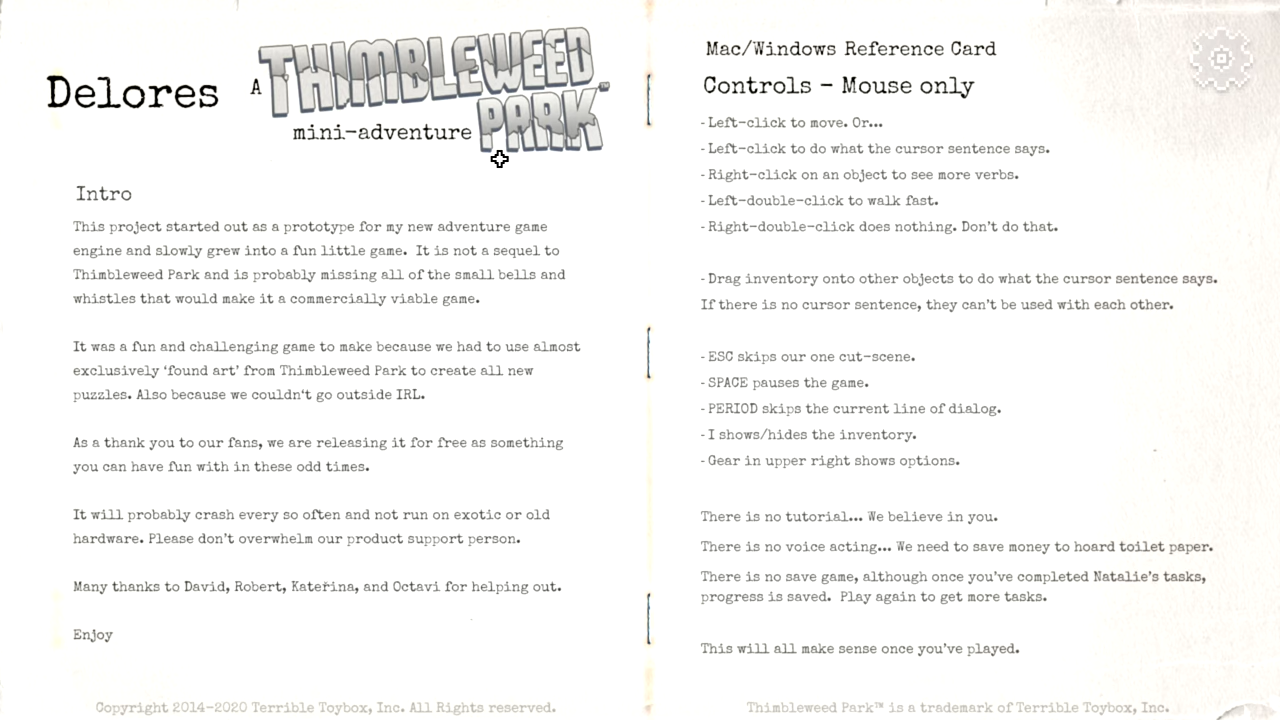 Delores
A THIMBLEWEED PARK™
mini-adventure
Intro
This project started out as a prototype for my new adventure game
engine and slowly grew into a fun little game. It is not a sequel to
Thimbleweed Park and is probably missing all of the small bells and
whistles that would make it a commercially viable game.
It was a fun and challenging game to make because we had to use almost
exclusively ‘found art’ from Thimbleweed Park to create all new
puzzles. Also because we couldn‘t go outside IRL.
As a thank you to our fans, we are releasing it for free as something
you can have fun with in these odd times.
It will probably crash every so often and not run on exotic or old
hardware. Please don’t overwhelm our product support person.
Many thanks to David, Robert, Kateřina, and Octavi for helping out.
Enjoy
Copyright 2014-2020 Terrible Toybox, Inc. All Rights reserved.
Mac/Windows Reference Card
Controls - Mouse only
- Left-click to move. Or...
- Left-click to do what the cursor sentence says.
- Right-click on an object to see more verbs.
- Left-double-click to walk fast.
- Right-double-click does nothing. Don’t do that.
- Drag inventory onto other objects to do what the cursor sentence says.
If there is no cursor sentence, they can’t be used with each other.
- ESC skips our one cut-scene.
- SPACE pauses the game.
- PERIOD skips the current line of dialog.
- I shows/hides the inventory.
- Gear in upper right shows options.
There is no tutorial... We believe in you.
There is no voice acting... We need to save money to hoard toilet paper.
There is no save game, although once you’ve completed Natalie’s tasks,
progress is saved. Play again to get more tasks.
This will all make sense once you’ve played.
Thimbleweed Park™ is a trademark of Terrible Toybox, Inc.